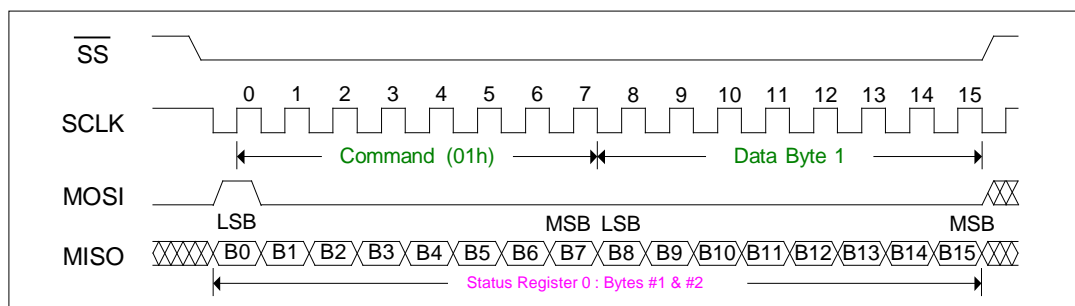 SS
0 1 2 3 4 5 6 7 8 9 10 11 12 13 14 15
SCLK
Command (01h) Data Byte 1
MOSI
LSB MSB LSB MSB
MISO B0 B1 B2 B3 B4 B5 B6 B7 B8 B9 B10 B11 B12 B13 B14 B15
Status Register 0 : Bytes #1 & #2